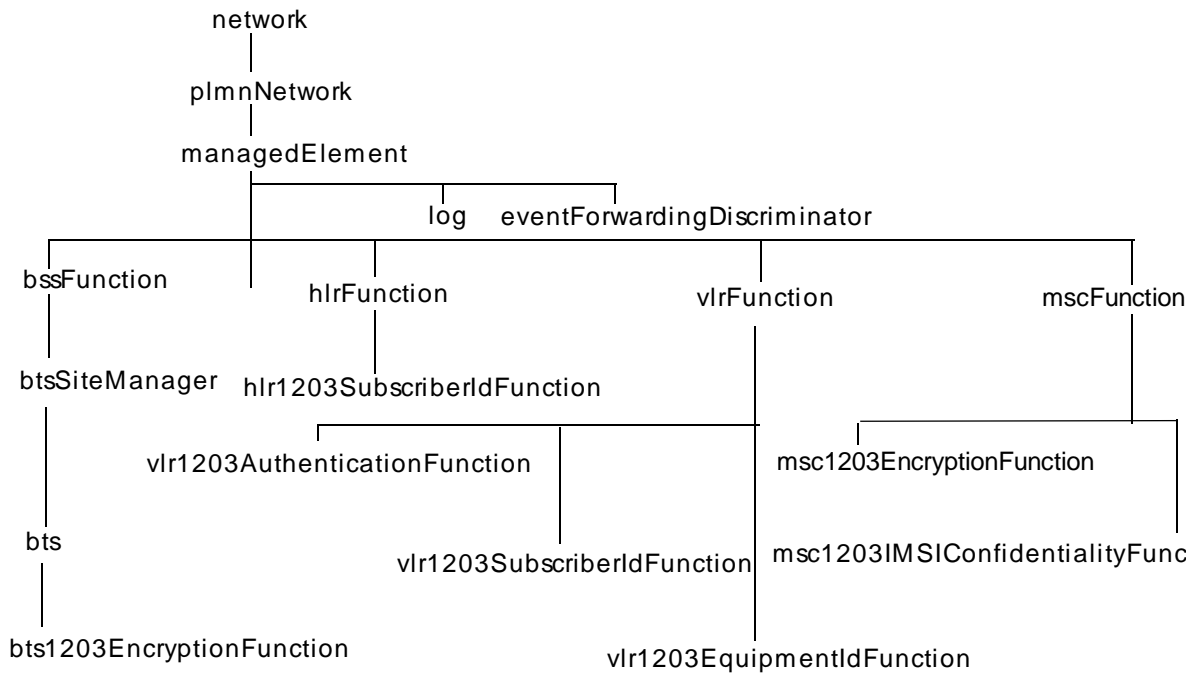 network
plmnNetwork
managedElement
log
eventForwardingDiscriminator
bssFunction
hlrFunction
vlrFunction
mscFunction
btsSiteManager
hlr1203SubscriberIdFunction
vlr1203AuthenticationFunction
msc1203EncryptionFunction
bts
vlr1203SubscriberIdFunction
msc1203IMSIConfidentialityFunc
bts1203EncryptionFunction
vlr1203EquipmentIdFunction